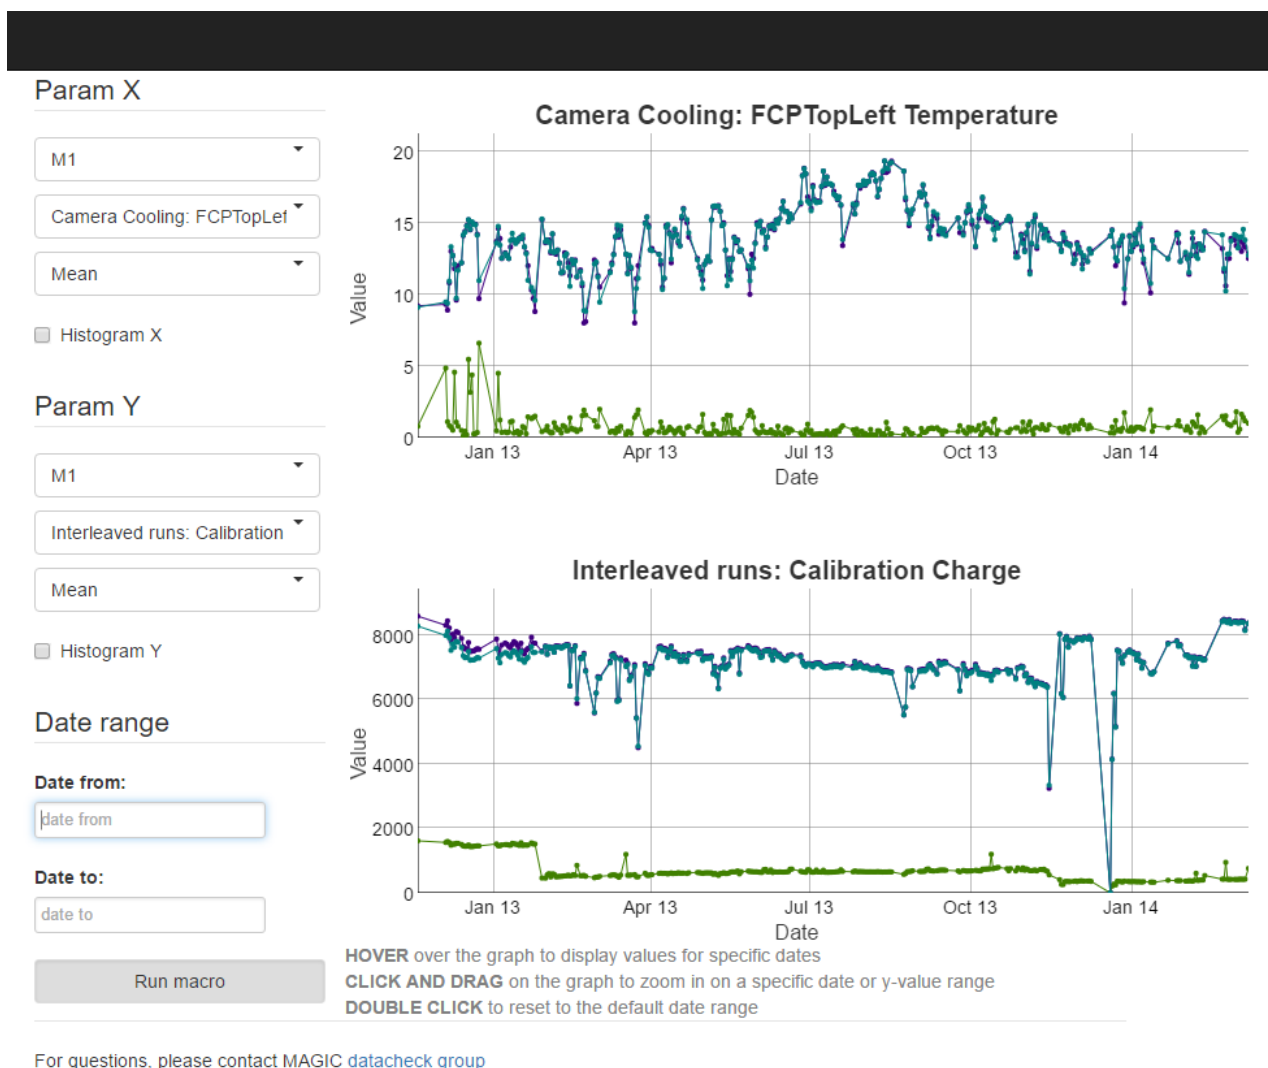 Param X
M1
Camera Cooling: FCPTopLef
Mean
Histogram X
Param Y
M1
Interleaved runs: Calibration
Mean
Histogram Y
Date range
Date from:
date from
Date to:
date to
Run macro
Camera Cooling: FCPTopLeft Temperature
Value
20
15
10
5
0
Jan 13 Apr 13 Jul 13 Oct 13 Jan 14
Date
Interleaved runs: Calibration Charge
Value
8000
6000
4000
2000
0
Jan 13 Apr 13 Jul 13 Oct 13 Jan 14
Date
HOVER over the graph to display values for specific dates
CLICK AND DRAG on the graph to zoom in on a specific date or y-value range
DOUBLE CLICK to reset to the default date range
For questions, please contact MAGIC datacheck group